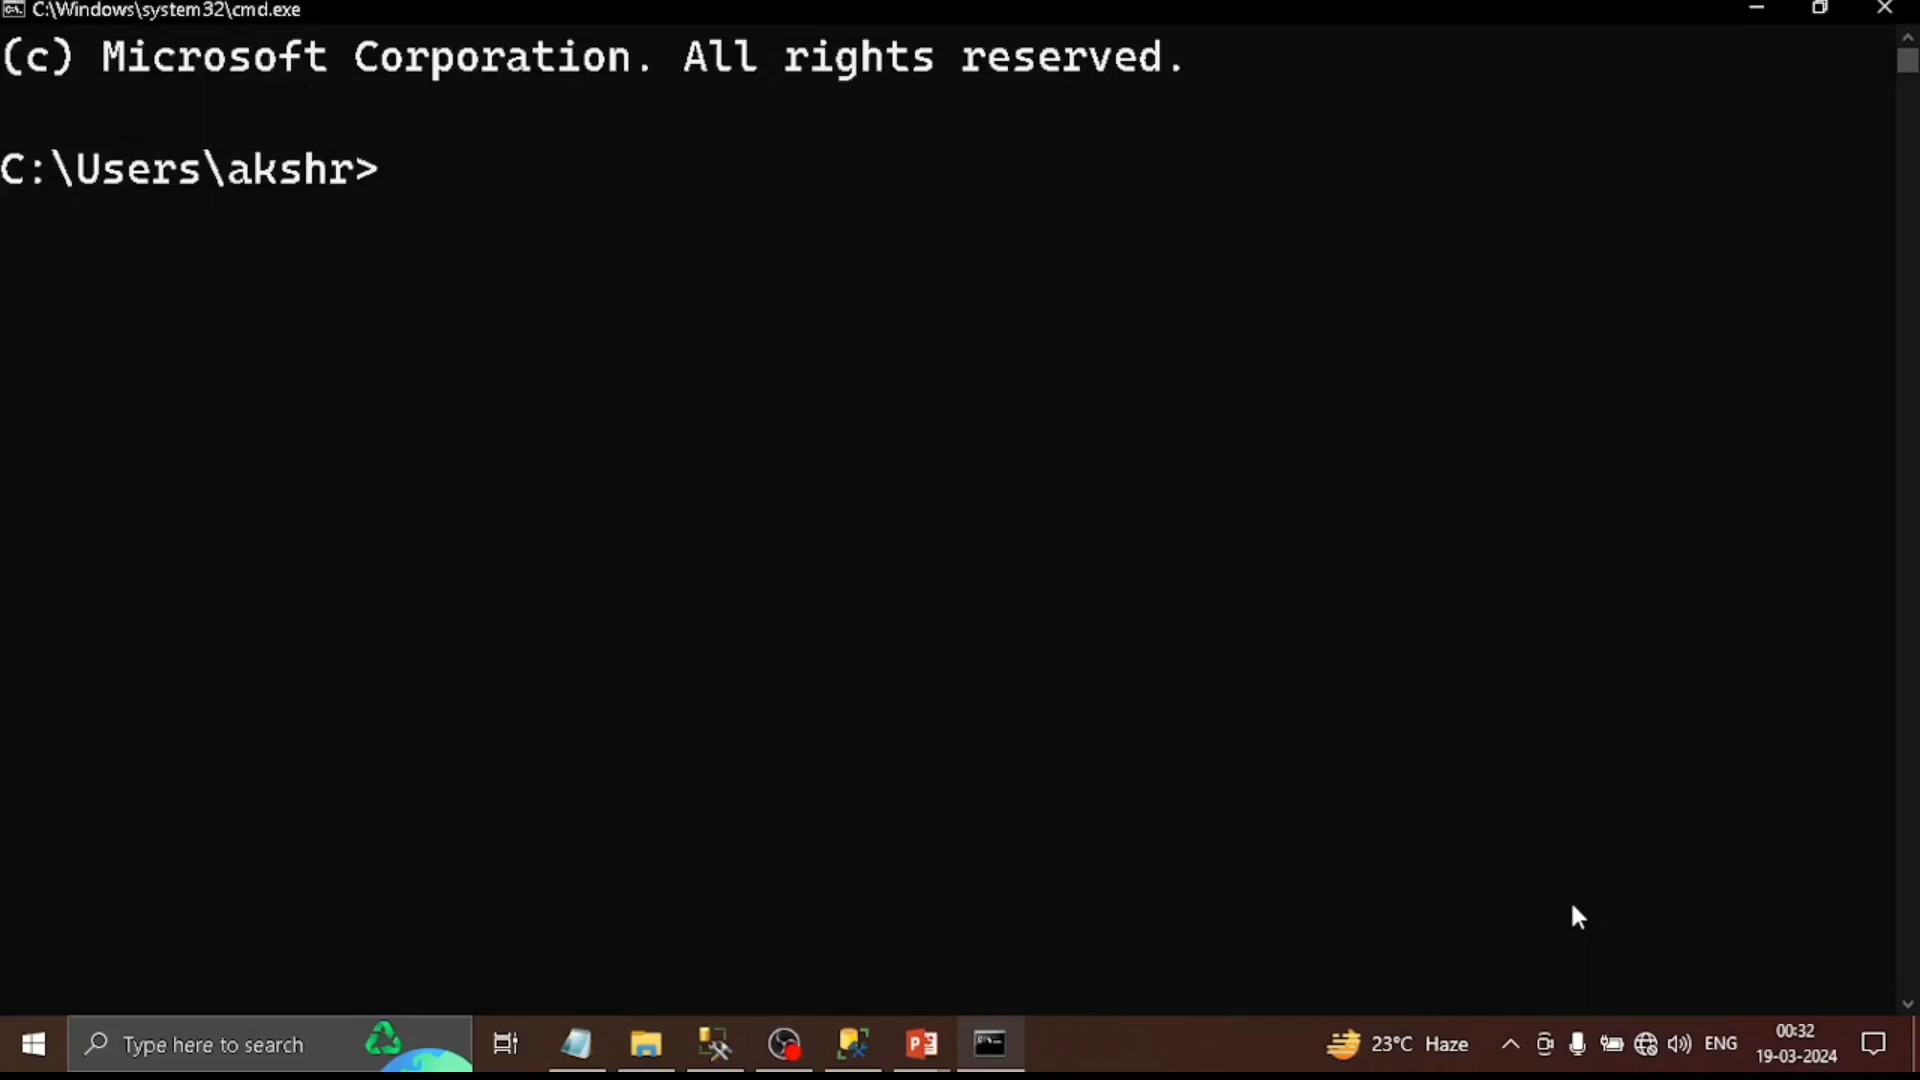 C:\Windows\system32\cmd.exe
(c) Microsoft Corporation. All rights reserved.
C:\Users\akshr>
Type here to search
23°C Haze
ENG
00:32
19-03-2024